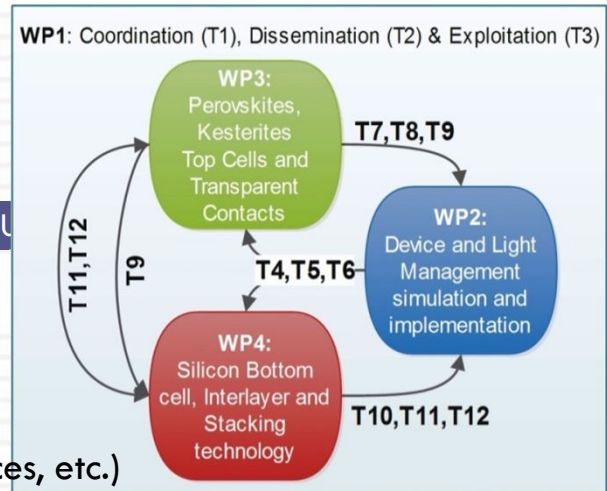 WP1: Coordination (T1), Dissemination (T2) & Exploitation (T3)
WP3:
Perovskites,
Kesterites
Top Cells and
Transparent
Contacts
T7,T8,T9
WP2:
Device and Light
Management
simulation and
implementation
T11,T12
T9
T4,T5,T6
WP4:
Silicon Bottom
cell, Interlayer and
Stacking
technology
T10,T11,T12
etc.)